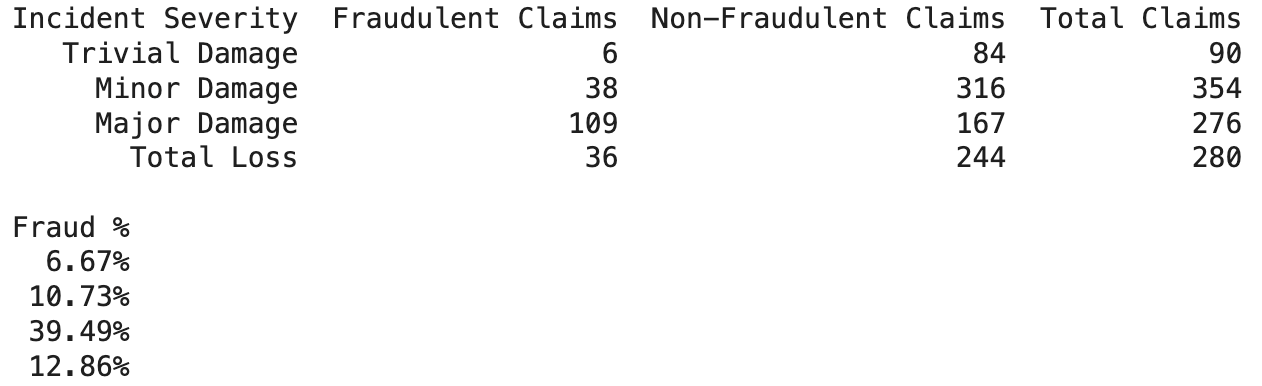 Incident Severity  Fraudulent Claims  Non-Fraudulent Claims  Total Claims
Trivial Damage  6  84  90
Minor Damage  38  316  354
Major Damage  109  167  276
Total Loss  36  244  280
Fraud %
6.67%
10.73%
39.49%
12.86%